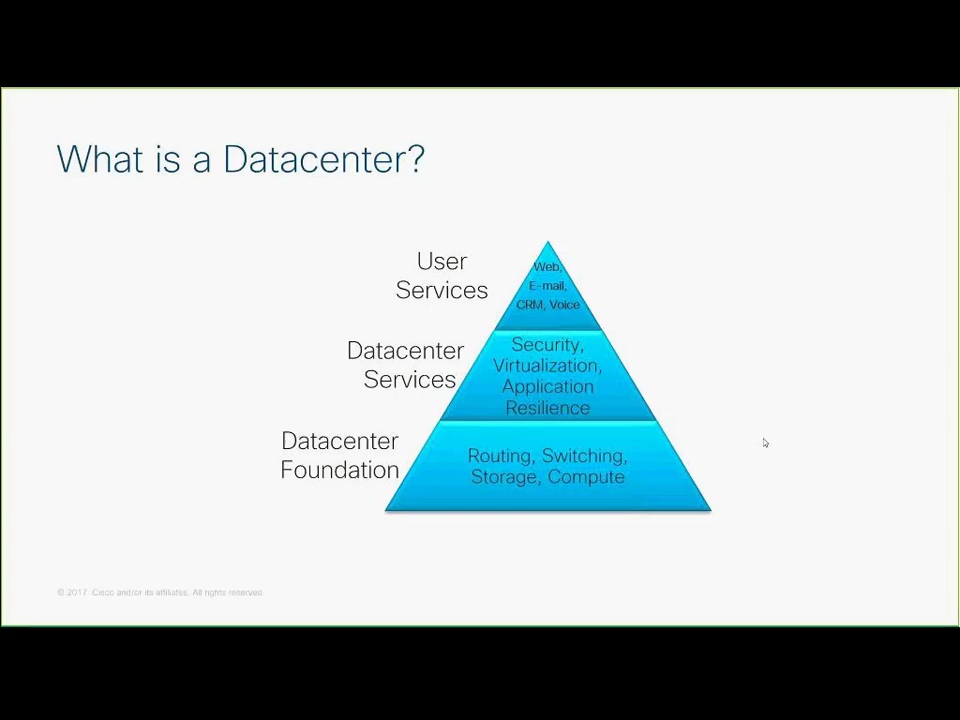 What is a Datacenter?
User
Services
Web,
E-mail,
CRM, Voice
Datacenter
Services
Security,
Virtualization,
Application
Resilience
Datacenter
Foundation
Routing, Switching,
Storage, Compute
© 2017 Cisco and/or its affiliates. All rights reserved.